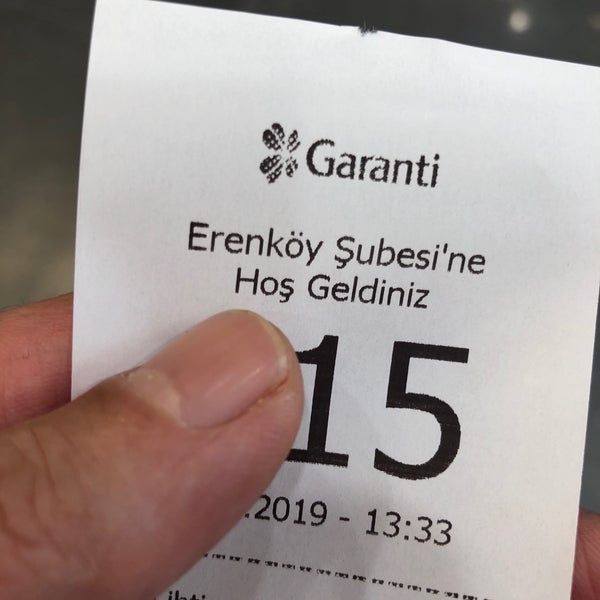 Garanti
Erenköy Şubesi'ne
Hoş Geldiniz
15
.2019 - 13:33